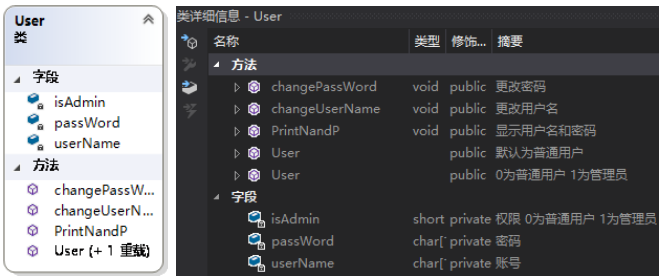 User
类
字段
isAdmin
passWord
userName
方法
changePassW...
changeUserN...
PrintNandP
User (+ 1 重载)
类详细信息 - User
名称 类型 修饰... 摘要
方法
changePassWord void public 更改密码
changeUserName void public 更改用户名
PrintNandP void public 显示用户名和密码
User public 默认为普通用户
User public 0为普通用户 1为管理员
字段
isAdmin short private 权限 0为普通用户 1为管理员
passWord char[ private 密码
userName char[ private 账号